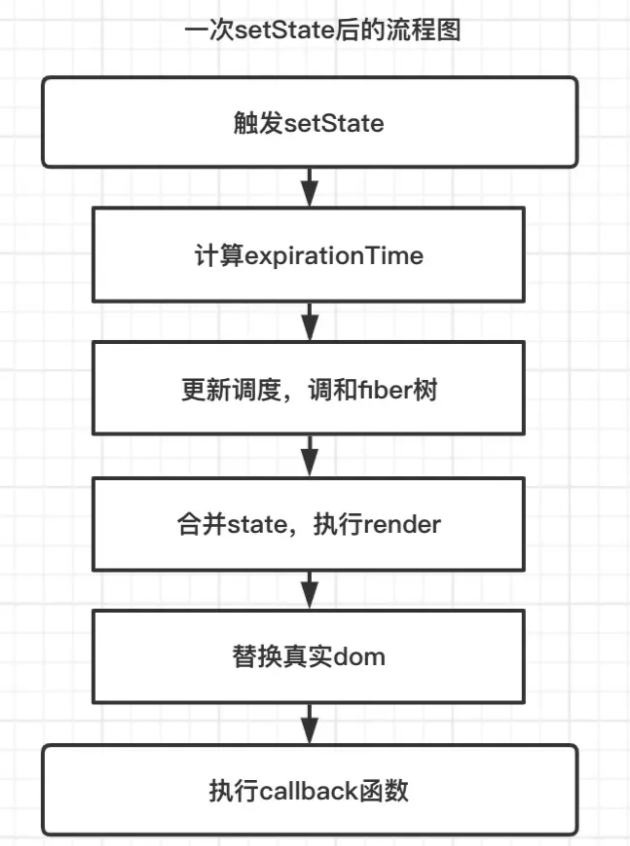 一次setState后的流程图
触发setState
计算expirationTime
更新调度，调和fiber树
合并state，执行render
替换真实dom
执行callback函数